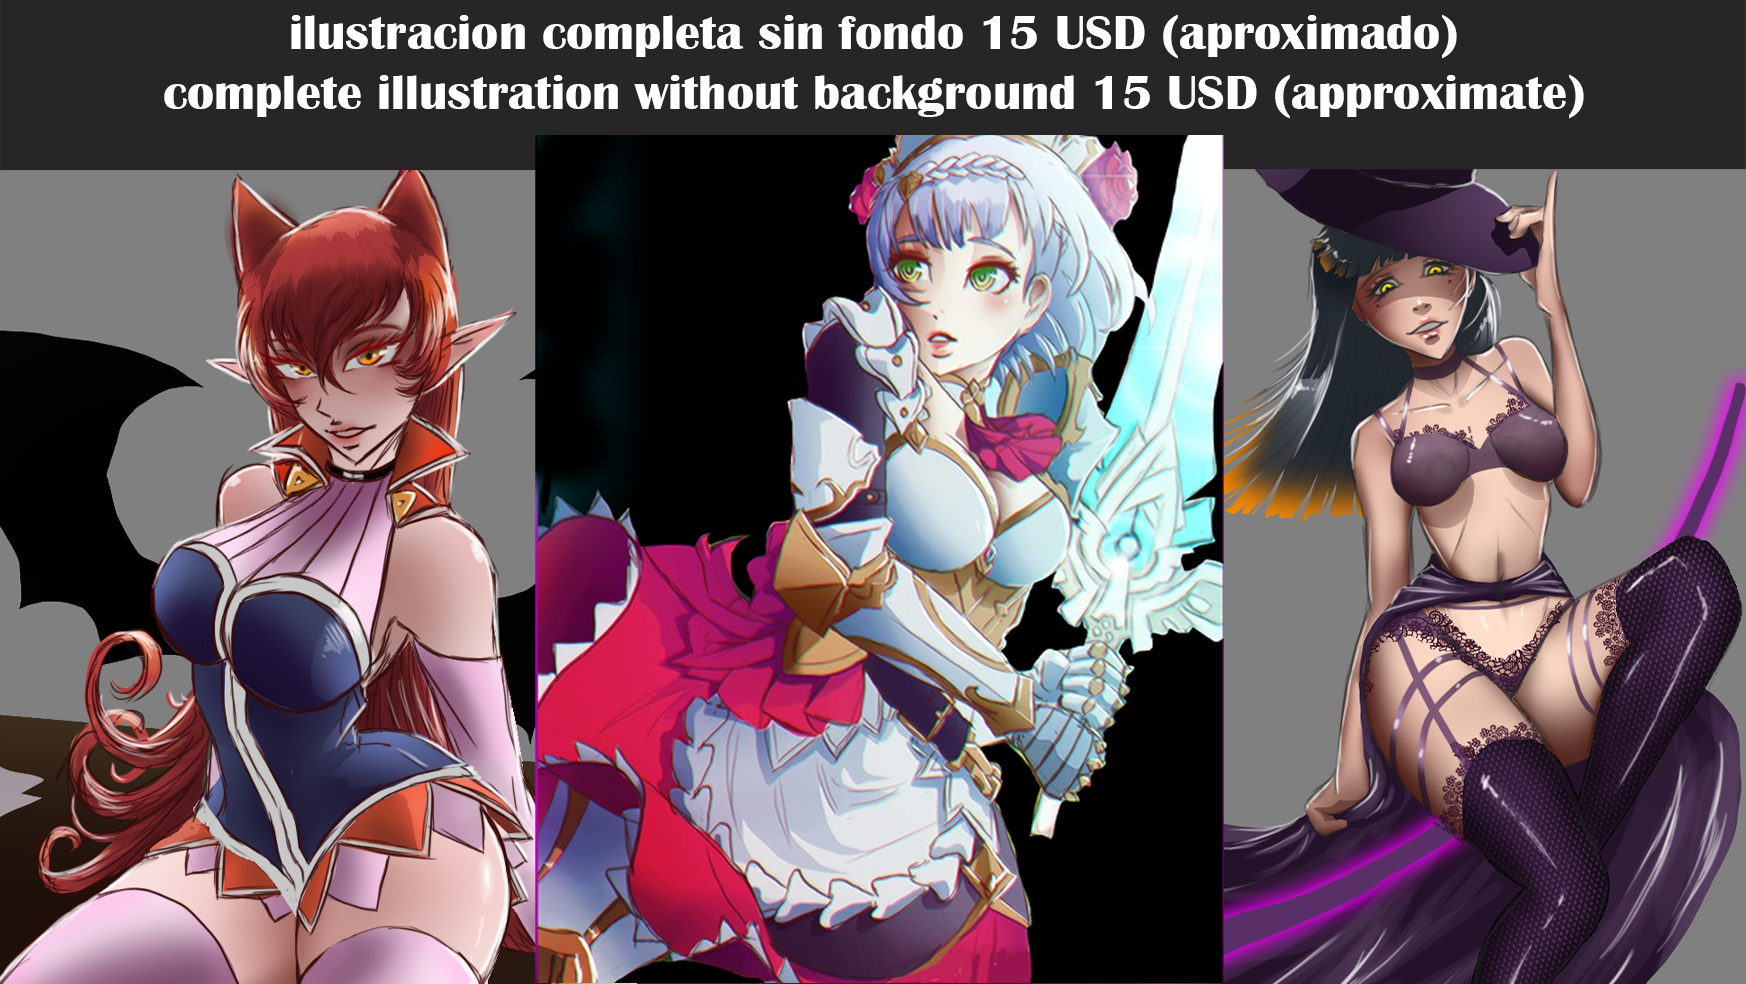 ilustracion completa sin fondo 15 USD (aproximado)
complete illustration without background 15 USD (approximate)